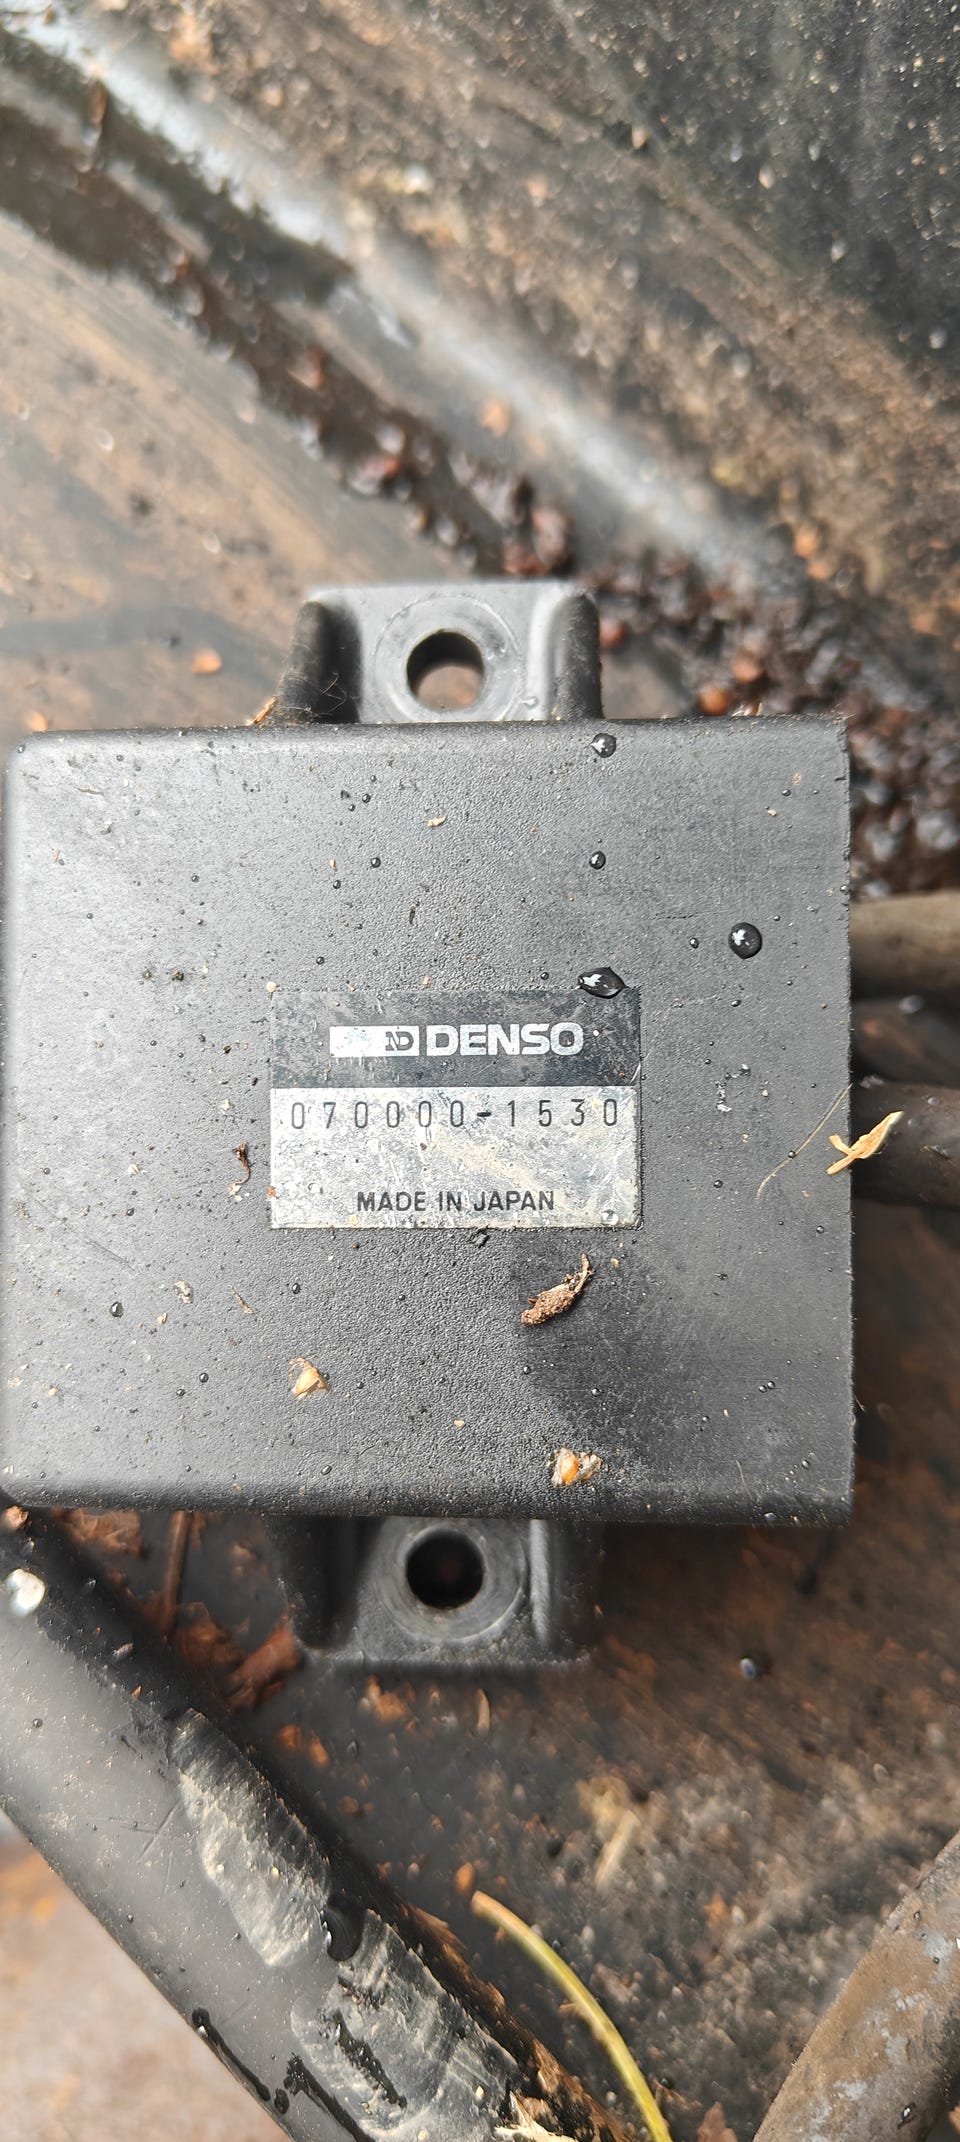 ND DENSO
070000-1530
MADE IN JAPAN